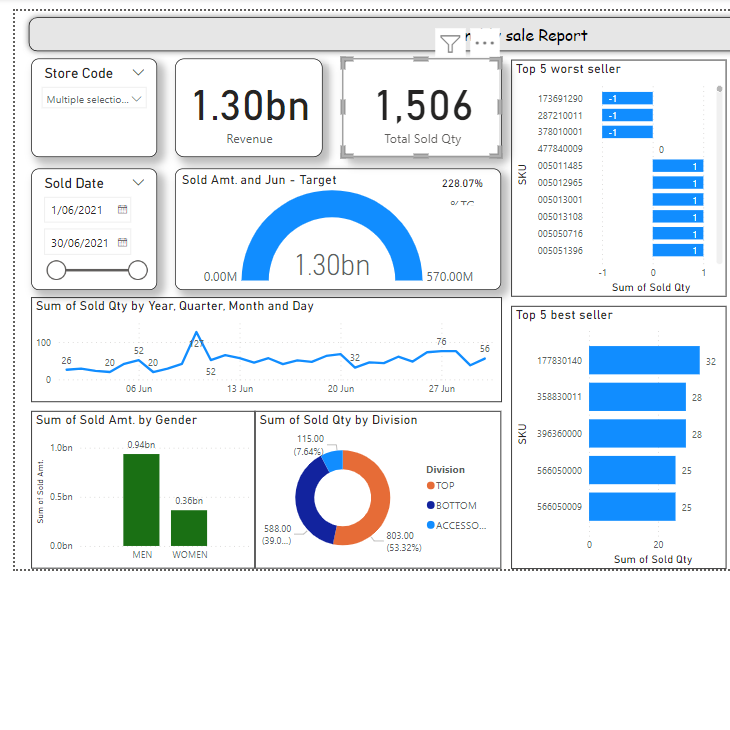 sale Report
Store Code
Multiple selectio...
1.30bn
Revenue
1,506
Total Sold Qty
Top 5 worst seller
SKU
173691290
-1
287210011
-1
378010001
-1
477840009
0
005011485
1
005012965
1
005013001
1
005013108
1
005050716
1
005051396
1
-1
0
1
Sum of Sold Qty
Sold Date
1/06/2021
30/06/2021
Sold Amt. and Jun - Target
228.07%
1.30bn
0.00M
570.00M
Sum of Sold Qty by Year, Quarter, Month and Day
100
0
26
20
52
20
127
52
32
76
56
06 Jun
13 Jun
20 Jun
27 Jun
Top 5 best seller
SKU
177830140
32
358830011
28
396360000
28
566050000
25
566050009
25
0
20
Sum of Sold Qty
Sum of Sold Amt. by Gender
Sum of Sold Amt.
1.0bn
0.5bn
0.0bn
0.94bn
0.36bn
MEN
WOMEN
Sum of Sold Qty by Division
115.00
(7.64%)
588.00
(39.0...)
803.00
(53.32%)
Division
TOP
BOTTOM
ACCESSO...